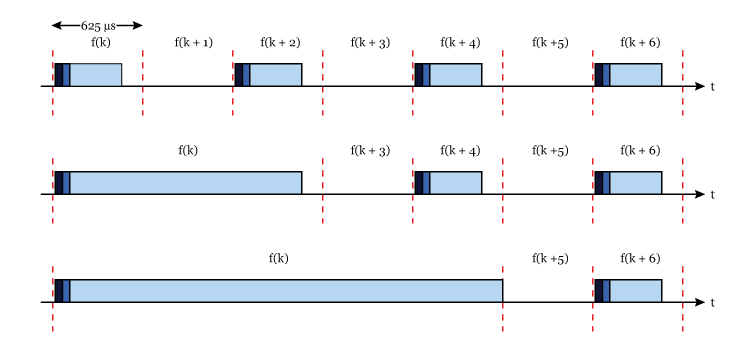 625 µs
f(k) f(k + 1) f(k + 2) f(k + 3) f(k + 4) f(k +5) f(k + 6)
t
f(k) f(k + 3) f(k + 4) f(k +5) f(k + 6)
t
f(k) f(k +5) f(k + 6)
t